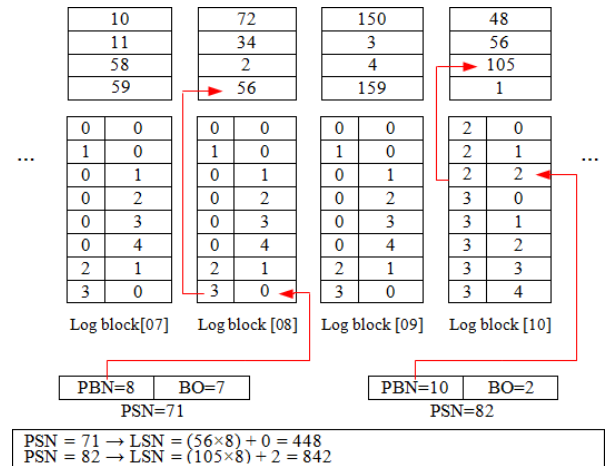 10 72 150 48
11 34 3 56
58 2 4 105
59 56 159 1
0 0 0 0 0 0 2 0
1 0 1 0 1 0 2 1
... 0 1 0 1 0 1 2 2 ...
0 2 0 2 0 2 3 0
0 3 0 3 0 3 3 1
0 4 0 4 0 4 3 2
2 1 2 1 2 1 3 3
3 0 3 0 3 0 3 4
Log block[07] Log block [08] Log block [09] Log block [10]
PBN=8 BO=7 PBN=10 BO=2
PSN=71 PSN=82
PSN = 71 → LSN = (56×8) + 0 = 448
PSN = 82 → LSN = (105×8) + 2 = 842